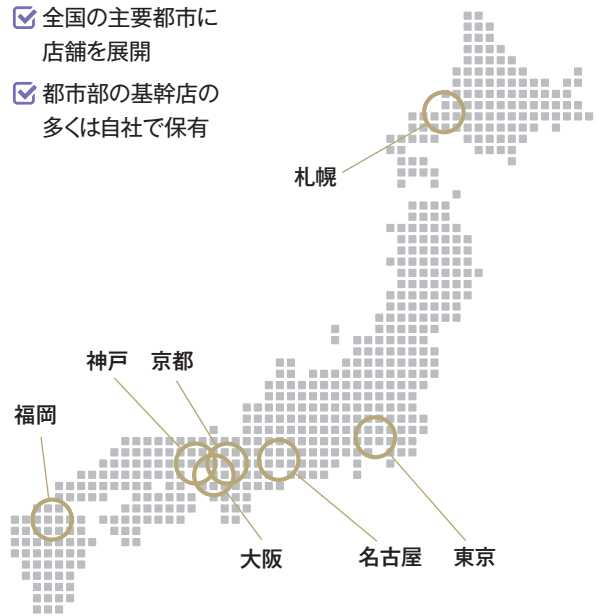 全国の主要都市に
店舗を展開
都市部の基幹店の
多くは自社で保有
札幌
神戸 京都
福岡
大阪 名古屋 東京